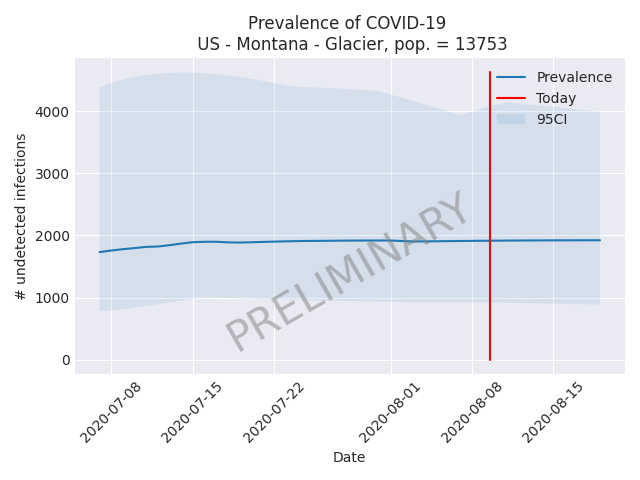 Prevalence of COVID-19
US - Montana - Glacier, pop. = 13753
Prevalence
Today
95CI
# undetected infections
4000
3000
2000
1000
0
PRELIMINARY
2020-07-08
2020-07-15
2020-07-22
2020-08-01
2020-08-08
2020-08-15
Date